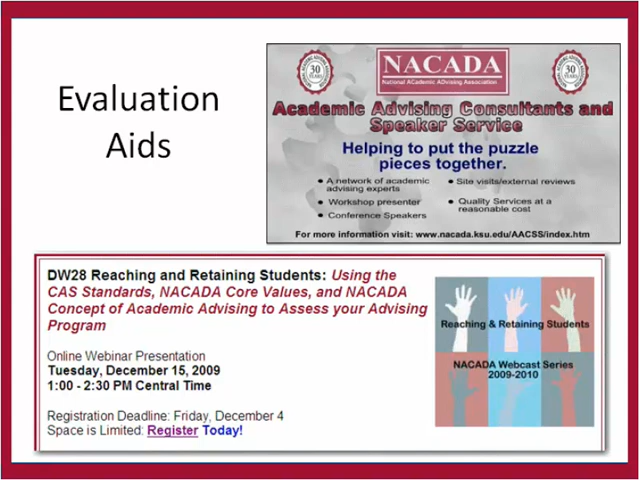 Evaluation
Aids
30
YEARS
NACADA
National ACademic ADvising Association
30
YEARS
Academic Advising Consultants and
Speaker Service
Helping to put the puzzle
pieces together.
• A network of academic
advising experts
• Workshop presenter
• Conference Speakers
• Site visits/external reviews
• Quality Services at a
reasonable cost
For more information visit: www.nacada.ksu.edu/AACSS/index.htm
DW28 Reaching and Retaining Students: Using the
CAS Standards, NACADA Core Values, and NACADA
Concept of Academic Advising to Assess your Advising
Program
Online Webinar Presentation
Tuesday, December 15, 2009
1:00 - 2:30 PM Central Time
Registration Deadline: Friday, December 4
Space is Limited: Register Today!
Reaching & Retaining Students
NACADA Webcast Series
2009-2010